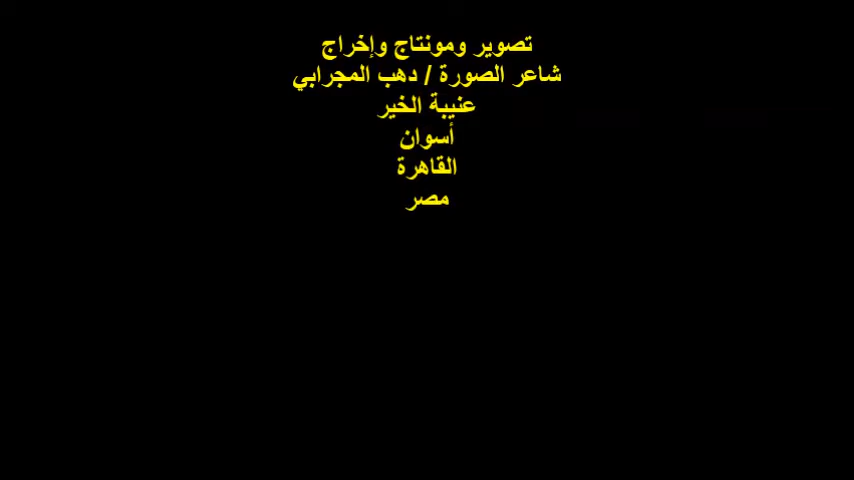 تصوير ومونتاج وإخراج
شاعر الصورة / دهب المجرابي
عنيبة الخير
أسوان
القاهرة
مصر